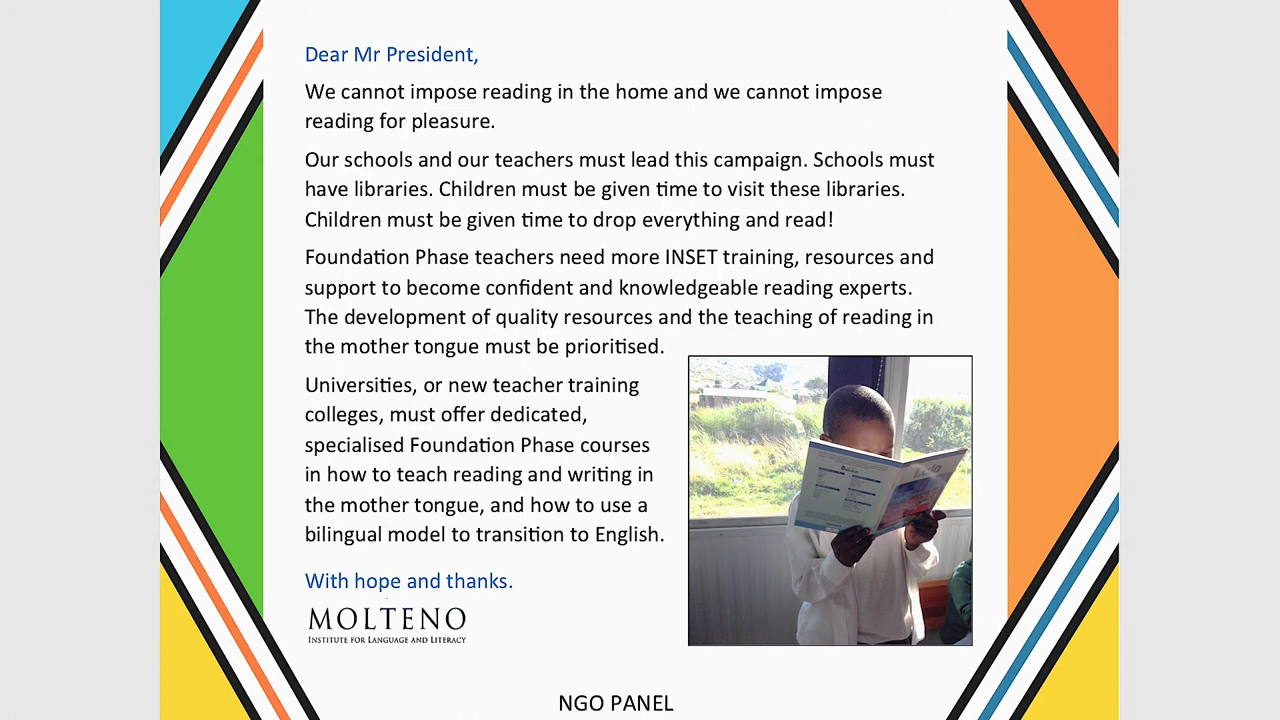 Dear Mr President,
We cannot impose reading in the home and we cannot impose
reading for pleasure.
Our schools and our teachers must lead this campaign. Schools must
have libraries. Children must be given time to visit these libraries.
Children must be given time to drop everything and read!
Foundation Phase teachers need more INSET training, resources and
support to become confident and knowledgeable reading experts.
The development of quality resources and the teaching of reading in
the mother tongue must be prioritised.
Universities, or new teacher training
colleges, must offer dedicated,
specialised Foundation Phase courses
in how to teach reading and writing in
the mother tongue, and how to use a
bilingual model to transition to English.
With hope and thanks.
MOLTENO
INSTITUTE FOR LANGUAGE AND LITERACY
NGO PANEL